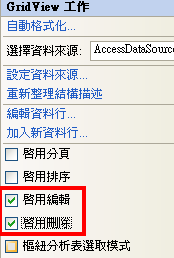 GridView 工作
自動格式化...
選擇資料來源: AccessDataSource
設定資料來源...
重新整理結構描述
編輯資料行...
加入新資料行...
啟用分頁
啟用排序
啟用編輯
啟用刪除
樞紐分析表選取模式